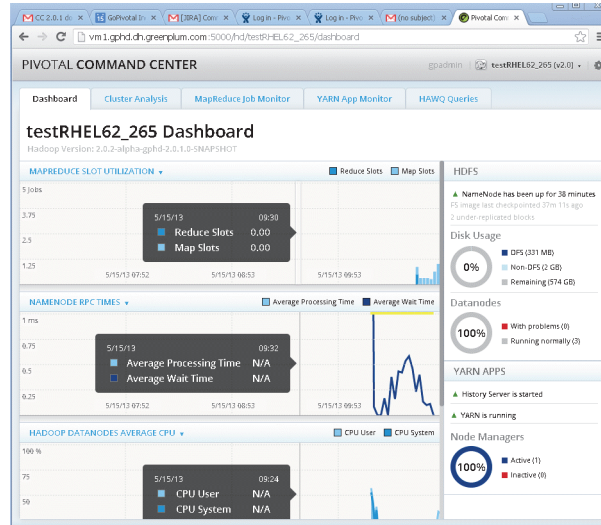 CC 2.0.1 do
GoPivotal In
[JIRA] Com
Log in - Pivo
Log in - Pivo
(no subject)
Pivotal Com
vm1.gphd.dh.greenplum.com:5000/hd/testRHEL62_265/dashboard
PIVOTAL COMMAND CENTER
gpadmin
testRHEL62_265 (v2.0)
Dashboard
Cluster Analysis
MapReduce Job Monitor
YARN App Monitor
HAWQ Queries
testRHEL62_265 Dashboard
Hadoop Version: 2.0.2-alpha-gphd-2.0.1.0-SNAPSHOT
MAPREDUCE SLOT UTILIZATION
Reduce Slots Map Slots
5 Jobs
3.75
2.5
1.25
5/15/13 09:30
Reduce Slots 0.00
Map Slots 0.00
5/15/13 07:52
5/15/13 08:53
5/15/13 09:53
NAMENODE RPC TIMES
Average Processing Time Average Wait Time
1 ms
0.75
0.5
0.25
5/15/13 09:32
Average Processing Time N/A
Average Wait Time N/A
5/15/13 07:52
5/15/13 08:53
5/15/13 09:53
HADOOP DATANODES AVERAGE CPU
CPU User CPU System
100 %
75
50
5/15/13 09:24
CPU User N/A
CPU System N/A
HDFS
NameNode has been up for 38 minutes
FS image last checkpointed 37m 11s ago
2 under replicated blocks
Disk Usage
0%
DFS (331 MB)
Non-DFS (2 GB)
Remaining (574 GB)
Datanodes
100%
With problems (0)
Running normally (3)
YARN APPS
History Server is started
YARN is running
Node Managers
100%
Active (1)
Inactive (0)